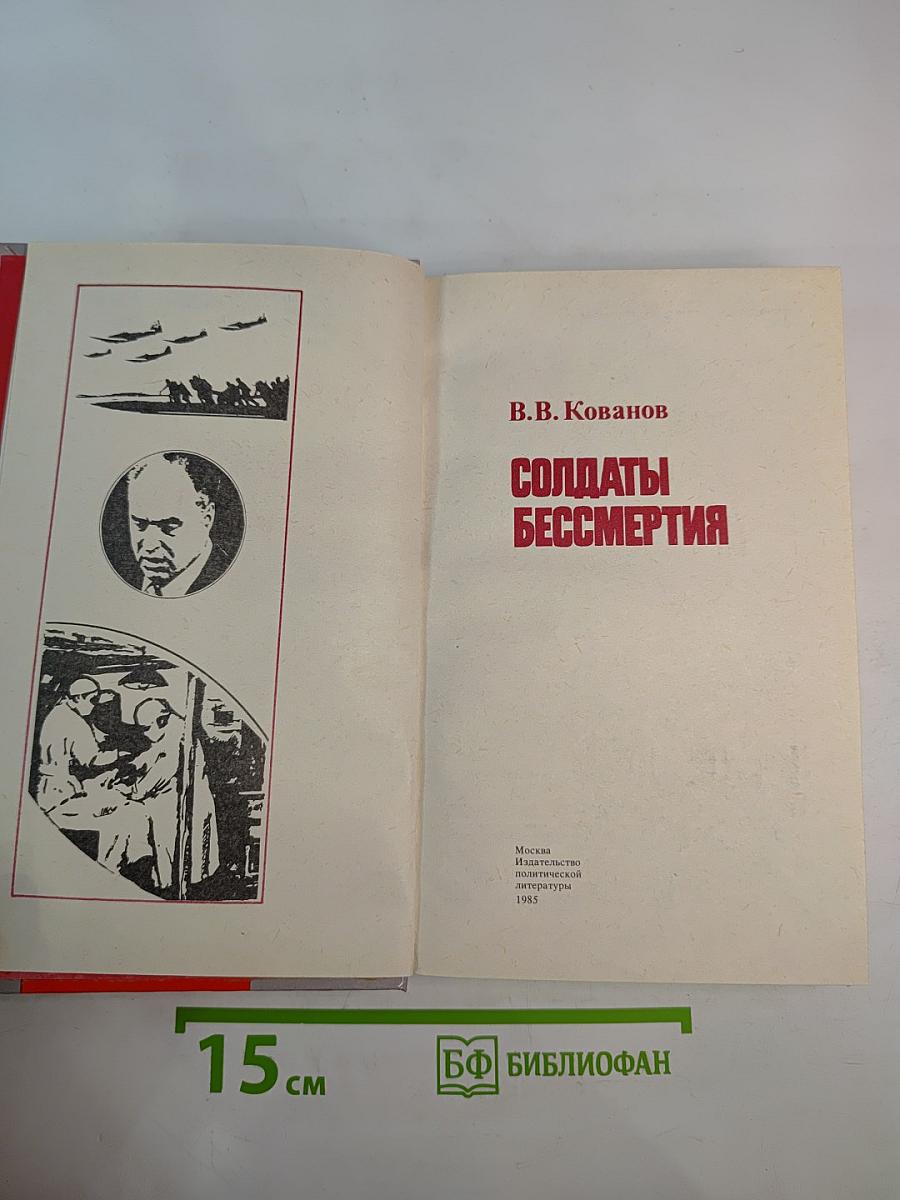 В.В. Кованов
СОЛДАТЫ
БЕССМЕРТИЯ
Москва
Издательство
политической
литературы
1985
15 см
БФ БИБЛИОФАН